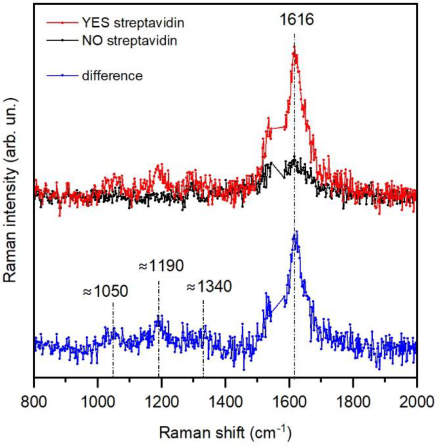 1616
YES streptavidin
NO streptavidin
difference
Raman intensity (arb. un.)
≈1050
≈1190
≈1340
800 1000 1200 1400 1600 1800 2000
Raman shift (cm⁻¹)